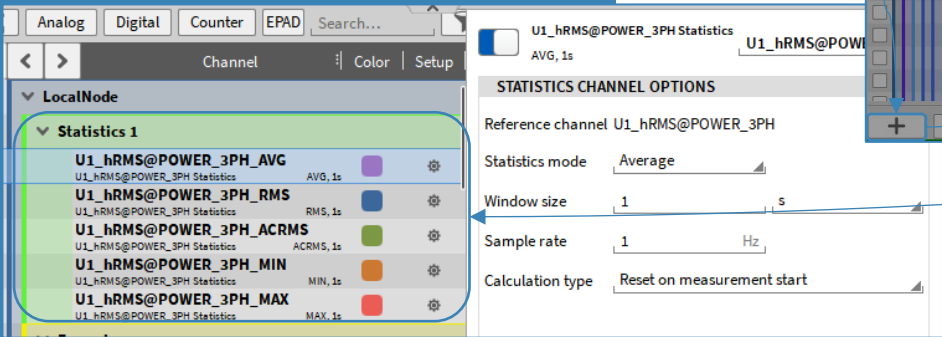 Analog Digital Counter EPAD Search...
Channel Color Setup
LocalNode
Statistics 1
U1_hRMS@POWER_3PH_AVG
U1_hRMS@POWER_3PH Statistics AVG, 1s
U1_hRMS@POWER_3PH_RMS
U1_hRMS@POWER_3PH Statistics RMS, 1s
U1_hRMS@POWER_3PH_ACRMS
U1_hRMS@POWER_3PH Statistics ACRMS, 1s
U1_hRMS@POWER_3PH_MIN
U1_hRMS@POWER_3PH Statistics MIN, 1s
U1_hRMS@POWER_3PH_MAX
U1_hRMS@POWER_3PH Statistics MAX, 1s
U1_hRMS@POWER_3PH Statistics
AVG, 1s
U1_hRMS@POWE
STATISTICS CHANNEL OPTIONS
Reference channel U1_hRMS@POWER_3PH
Statistics mode Average
Window size 1 s
Sample rate 1 Hz
Calculation type Reset on measurement start